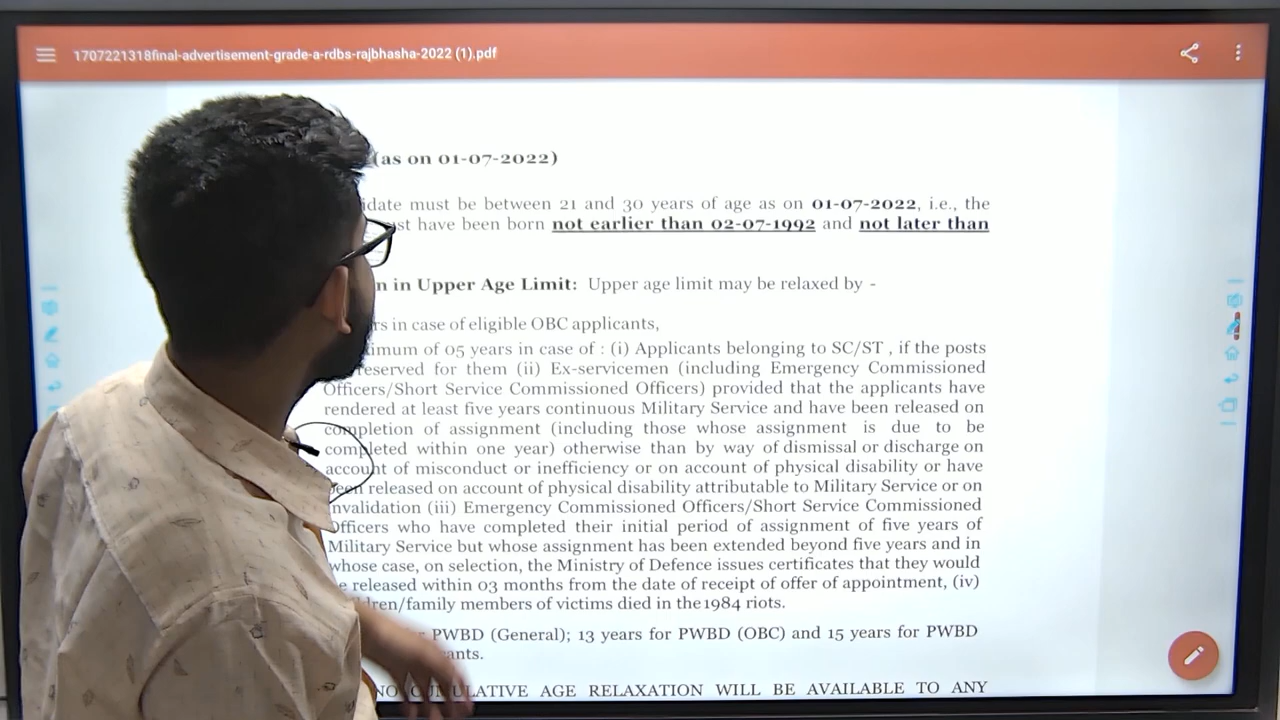 1707221318final-advertisement-grade-a-rdbs-rajbhasha-2022 (1).pdf
(as on 01-07-2022)
must be between 21 and 30 years of age as on 01-07-2022, i.e., the
have been born not earlier than 02-07-1992 and not later than
in Upper Age Limit: Upper age limit may be relaxed by -
in case of eligible OBC applicants,
of 05 years in case of : (i) Applicants belonging to SC/ST , if the posts
reserved for them (ii) Ex-servicemen (including Emergency Commissioned
Officers/Short Service Commissioned Officers) provided that the applicants have
rendered at least five years continuous Military Service and have been released on
completion of assignment (including those whose assignment is due to be
completed within one year) otherwise than by way of dismissal or discharge on
account of misconduct or inefficiency or on account of physical disability or have
been released on account of physical disability attributable to Military Service or on
invalidation (iii) Emergency Commissioned Officers/Short Service Commissioned
Officers who have completed their initial period of assignment of five years of
Military Service but whose assignment has been extended beyond five years and in
whose case, on selection, the Ministry of Defence issues certificates that they would
be released within 03 months from the date of receipt of offer of appointment, (iv)
members of victims died in the 1984 riots.
PWBD (General); 13 years for PWBD (OBC) and 15 years for PWBD
NO CUMULATIVE AGE RELAXATION WILL BE AVAILABLE TO ANY